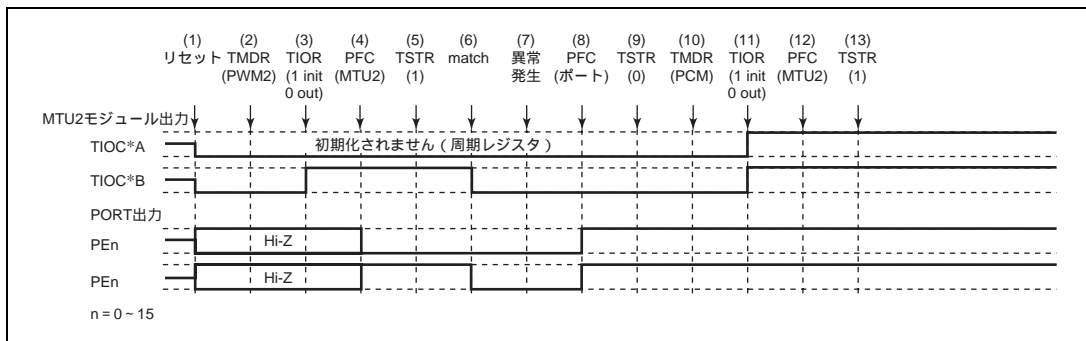 (1) (2) (3) (4) (5) (6) (7) (8) (9) (10) (11) (12) (13)
リセット TMDR TIOR PFC TSTR match 異常 PFC TSTR TMDR TIOR PFC TSTR
(PWM2) (1 init (MTU2) (1) 発生 (ポート) (0) (PCM) (1 init (MTU2) (1)
0 out) 0 out)
MTU2モジュール出力
TIOC*A 初期化されません(周期レジスタ)
TIOC*B
PORT出力
PEn Hi-Z
PEn Hi-Z
n = 0 ~ 15